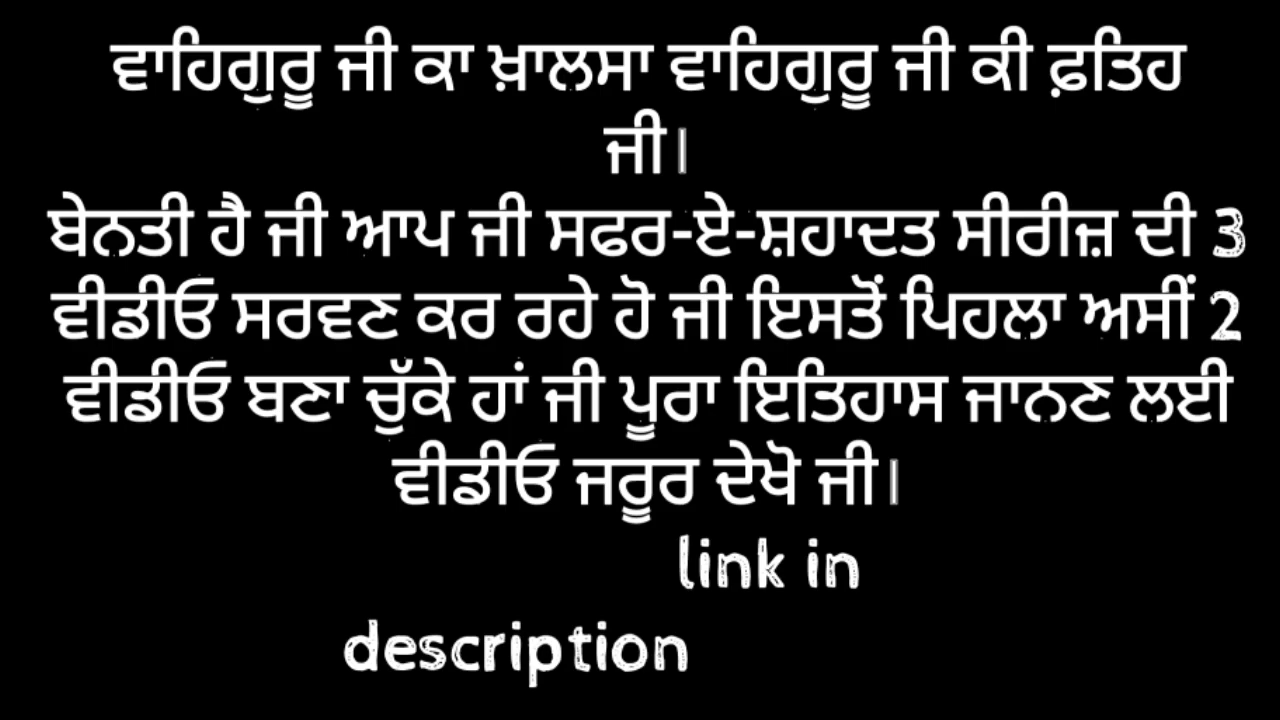 ਵਾਹਿਗੁਰੂ ਜੀ ਕਾ ਖ਼ਾਲਸਾ ਵਾਹਿਗੁਰੂ ਜੀ ਕੀ ਫ਼ਤਿਹ
ਜੀ।
ਬੇਨਤੀ ਹੈ ਜੀ ਆਪ ਜੀ ਸਫਰ-ਏ-ਸ਼ਹਾਦਤ ਸੀਰੀਜ਼ ਦੀ 3
ਵੀਡੀਓ ਸਰਵਣ ਕਰ ਰਹੇ ਹੋ ਜੀ ਇਸਤੋਂ ਪਿਹਲਾ ਅਸੀਂ 2
ਵੀਡੀਓ ਬਣਾ ਚੁੱਕੇ ਹਾਂ ਜੀ ਪੂਰਾ ਇਤਿਹਾਸ ਜਾਨਣ ਲਈ
ਵੀਡੀਓ ਜਰੂਰ ਦੇਖੋ ਜੀ।
link in
description